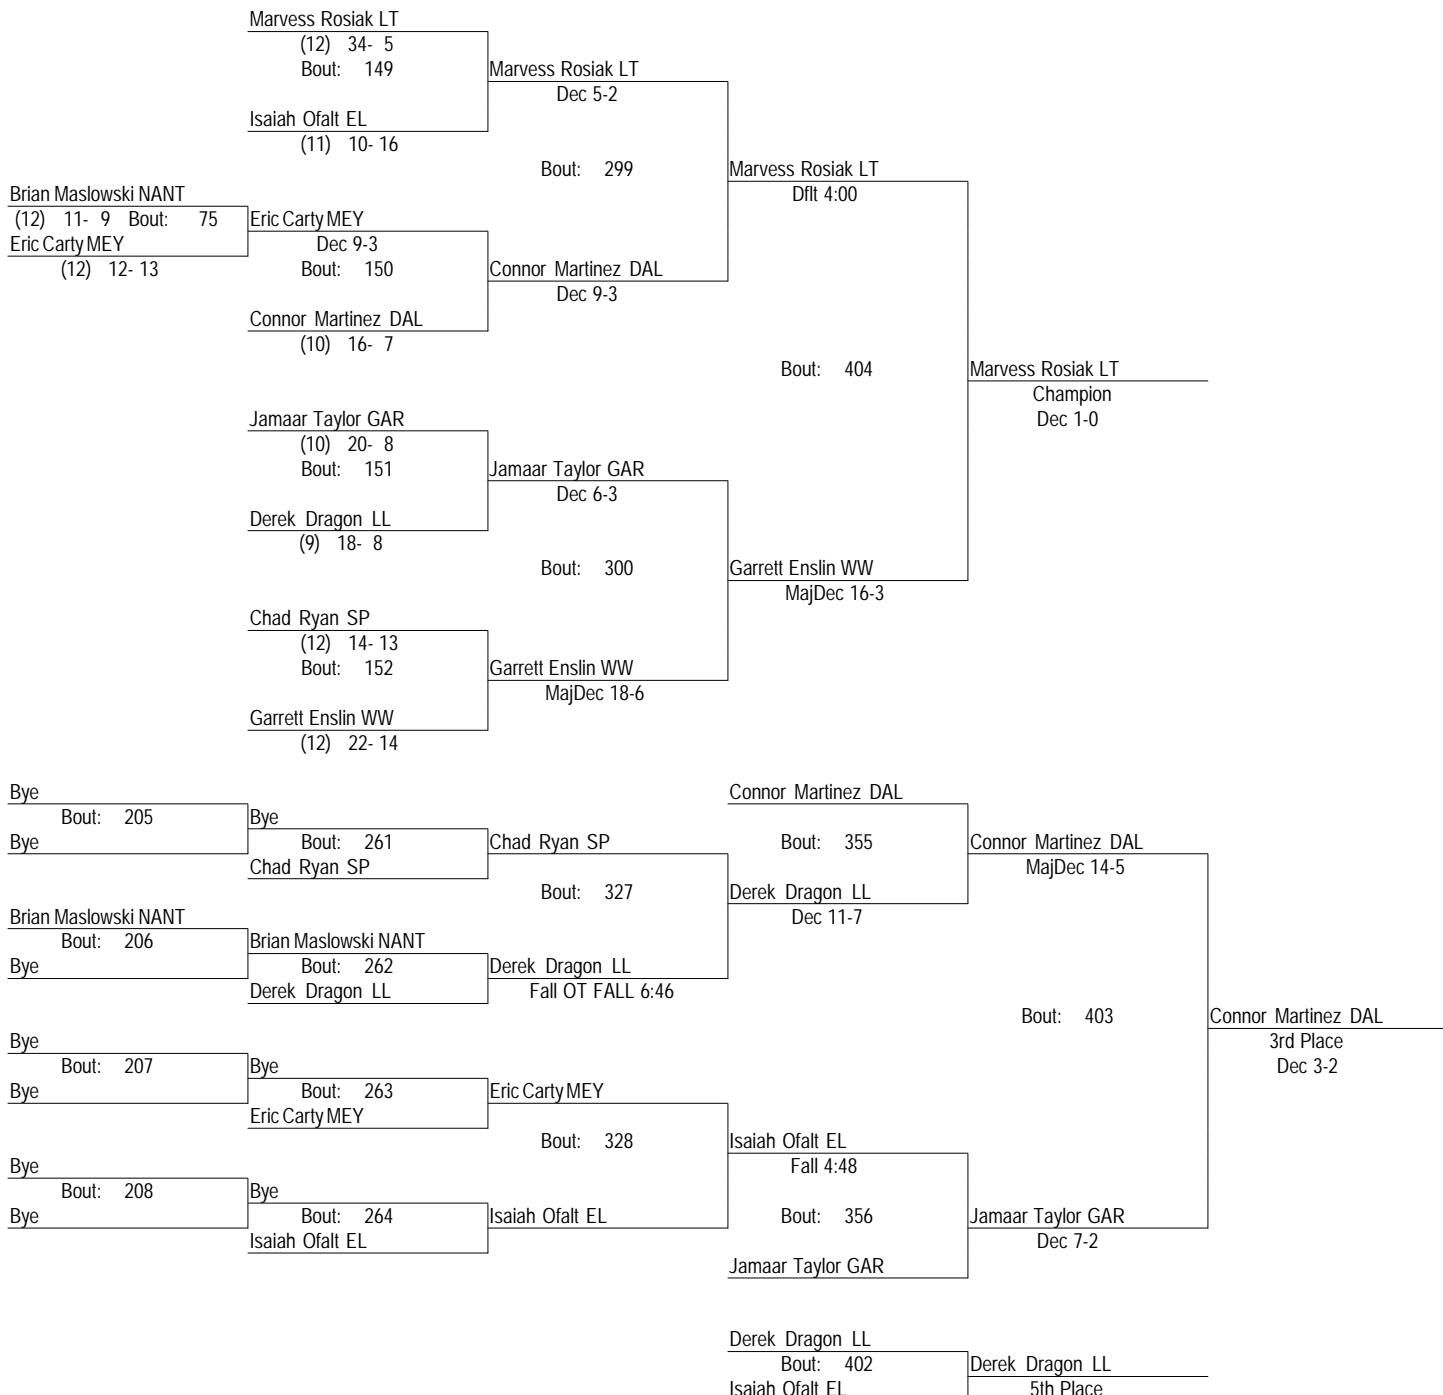 Marvess Rosiak LT
(12) 34- 5
Bout: 149
Marvess Rosiak LT
Dec 5-2
Isaiah Ofalt EL
(11) 10- 16
Bout: 299
Marvess Rosiak LT
Dflt 4:00
Brian Maslowski NANT
(12) 11- 9 Bout: 75
Eric Carty MEY
Eric Carty MEY
Dec 9-3
(12) 12- 13
Bout: 150
Connor Martinez DAL
Dec 9-3
Connor Martinez DAL
(10) 16- 7
Bout: 404
Marvess Rosiak LT
Champion
Dec 1-0
Jamaar Taylor GAR
(10) 20- 8
Bout: 151
Jamaar Taylor GAR
Dec 6-3
Derek Dragon LL
(9) 18- 8
Bout: 300
Garrett Enslin WW
MajDec 16-3
Chad Ryan SP
(12) 14- 13
Bout: 152
Garrett Enslin WW
MajDec 18-6
Garrett Enslin WW
(12) 22- 14
Bye
Bout: 205
Bye
Bye
Bout: 261
Chad Ryan SP
Chad Ryan SP
Connor Martinez DAL
Bout: 355
Connor Martinez DAL
MajDec 14-5
Bout: 327
Derek Dragon LL
Dec 11-7
Brian Maslowski NANT
Bout: 206
Bye
Brian Maslowski NANT
Bout: 262
Derek Dragon LL
Derek Dragon LL
Fall OT FALL 6:46
Bout: 403
Connor Martinez DAL
3rd Place
Dec 3-2
Bye
Bout: 207
Bye
Bye
Bout: 263
Eric Carty MEY
Eric Carty MEY
Bout: 328
Isaiah Ofalt EL
Fall 4:48
Bye
Bout: 208
Bye
Bye
Bout: 264
Isaiah Ofalt EL
Isaiah Ofalt EL
Bout: 356
Jamaar Taylor GAR
Dec 7-2
Jamaar Taylor GAR
Derek Dragon LL
Bout: 402
Derek Dragon LL
Isaiah Ofalt EL
5th Place